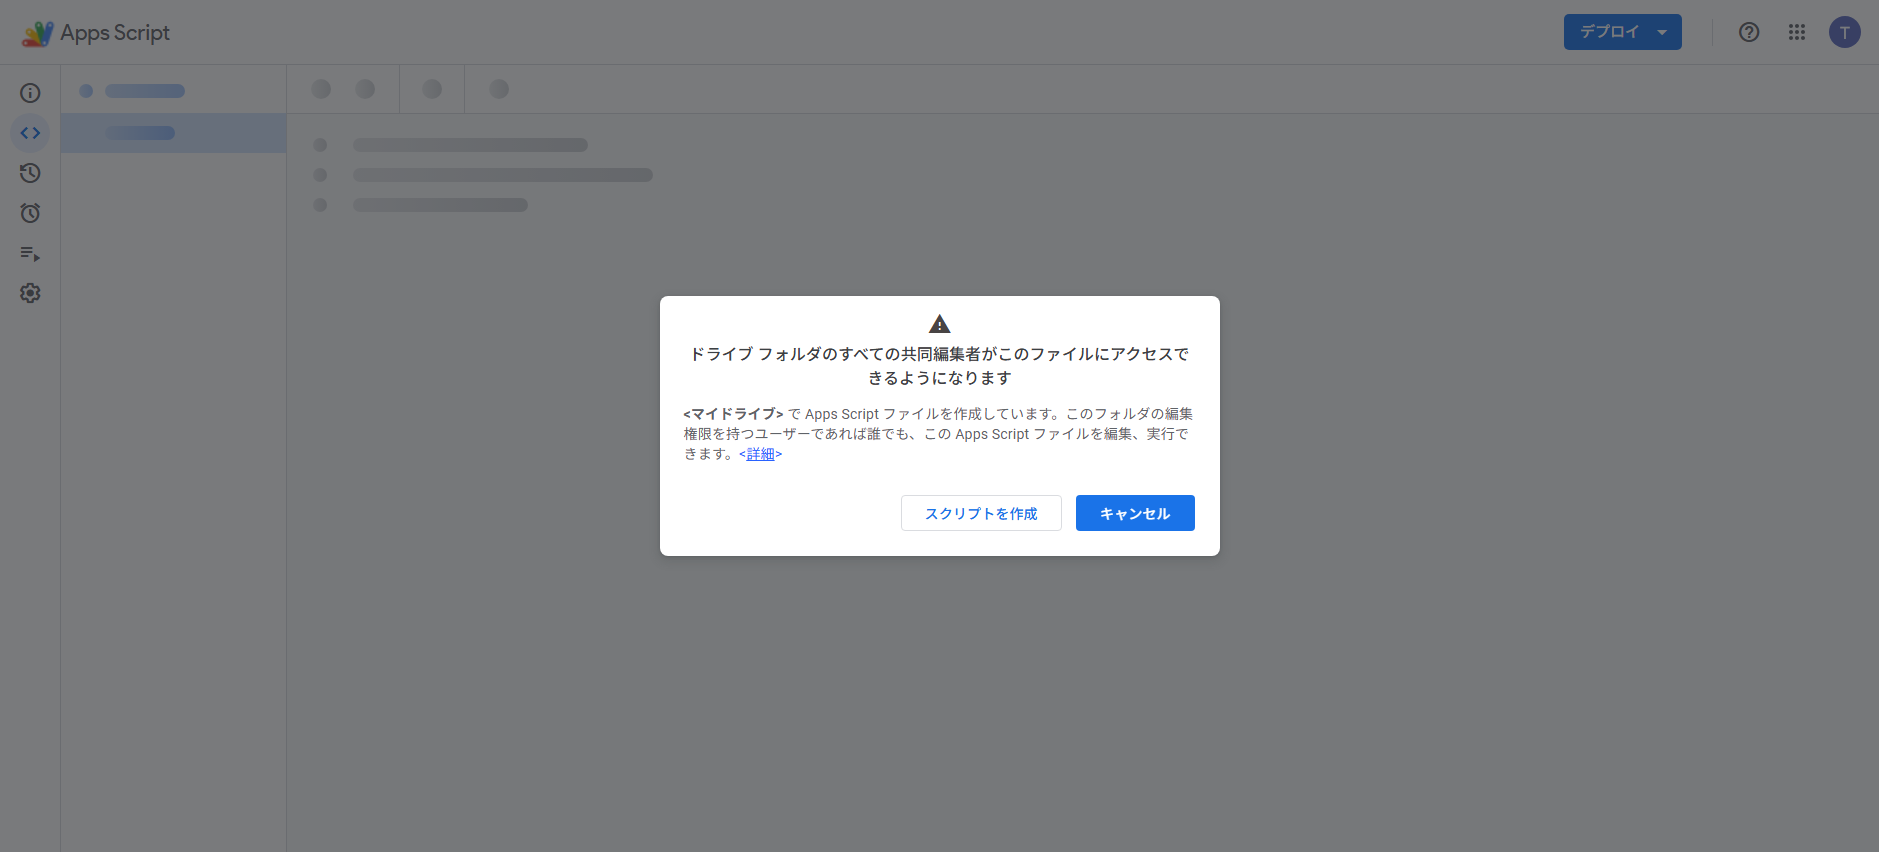 Apps Script
デプロイ
T
ドライブ フォルダのすべての共同編集者がこのファイルにアクセスで
きるようになります
<マイドライブ> で Apps Script ファイルを作成しています。このフォルダの編集
権限を持つユーザーであれば誰でも、この Apps Script ファイルを編集、実行で
きます。<詳細>
スクリプトを作成
キャンセル